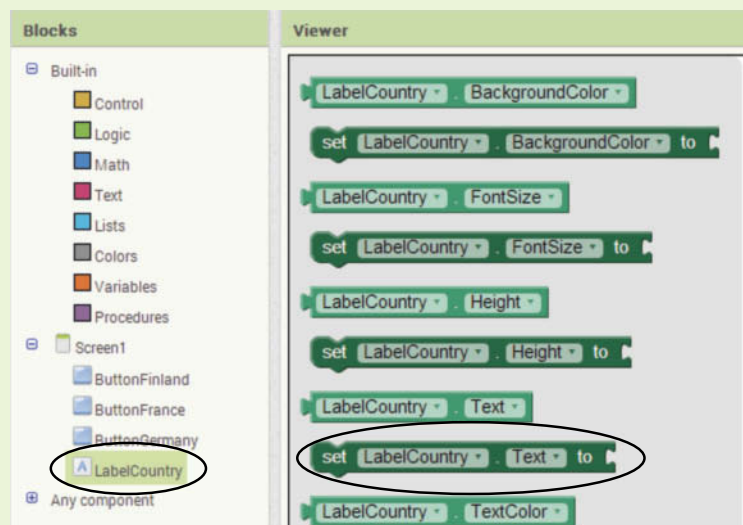 Blocks
Built-in
Control
Logic
Math
Text
Lists
Colors
Variables
Procedures
Screen1
ButtonFinland
ButtonFrance
ButtonGermany
A LabelCountry
Any component
Viewer
LabelCountry . BackgroundColor
set LabelCountry . BackgroundColor to
LabelCountry . FontSize
set LabelCountry . FontSize to
LabelCountry . Height
set LabelCountry . Height to
LabelCountry . Text
set LabelCountry . Text to
LabelCountry . TextColor